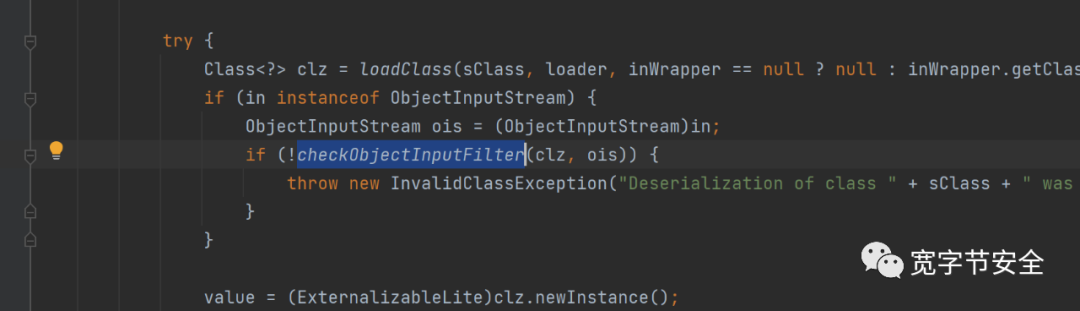 try {
Class<?> clz = loadClass(sClass, loader, inWrapper == null ? null : inWrapper.getClas
if (in instanceof ObjectInputStream) {
ObjectInputStream ois = (ObjectInputStream)in;
if (!checkObjectInputFilter(clz, ois)) {
throw new InvalidClassException("Deserialization of class " + sClass + " was
}
}
value = (ExternalizableLite)clz.newInstance();
宽字节安全